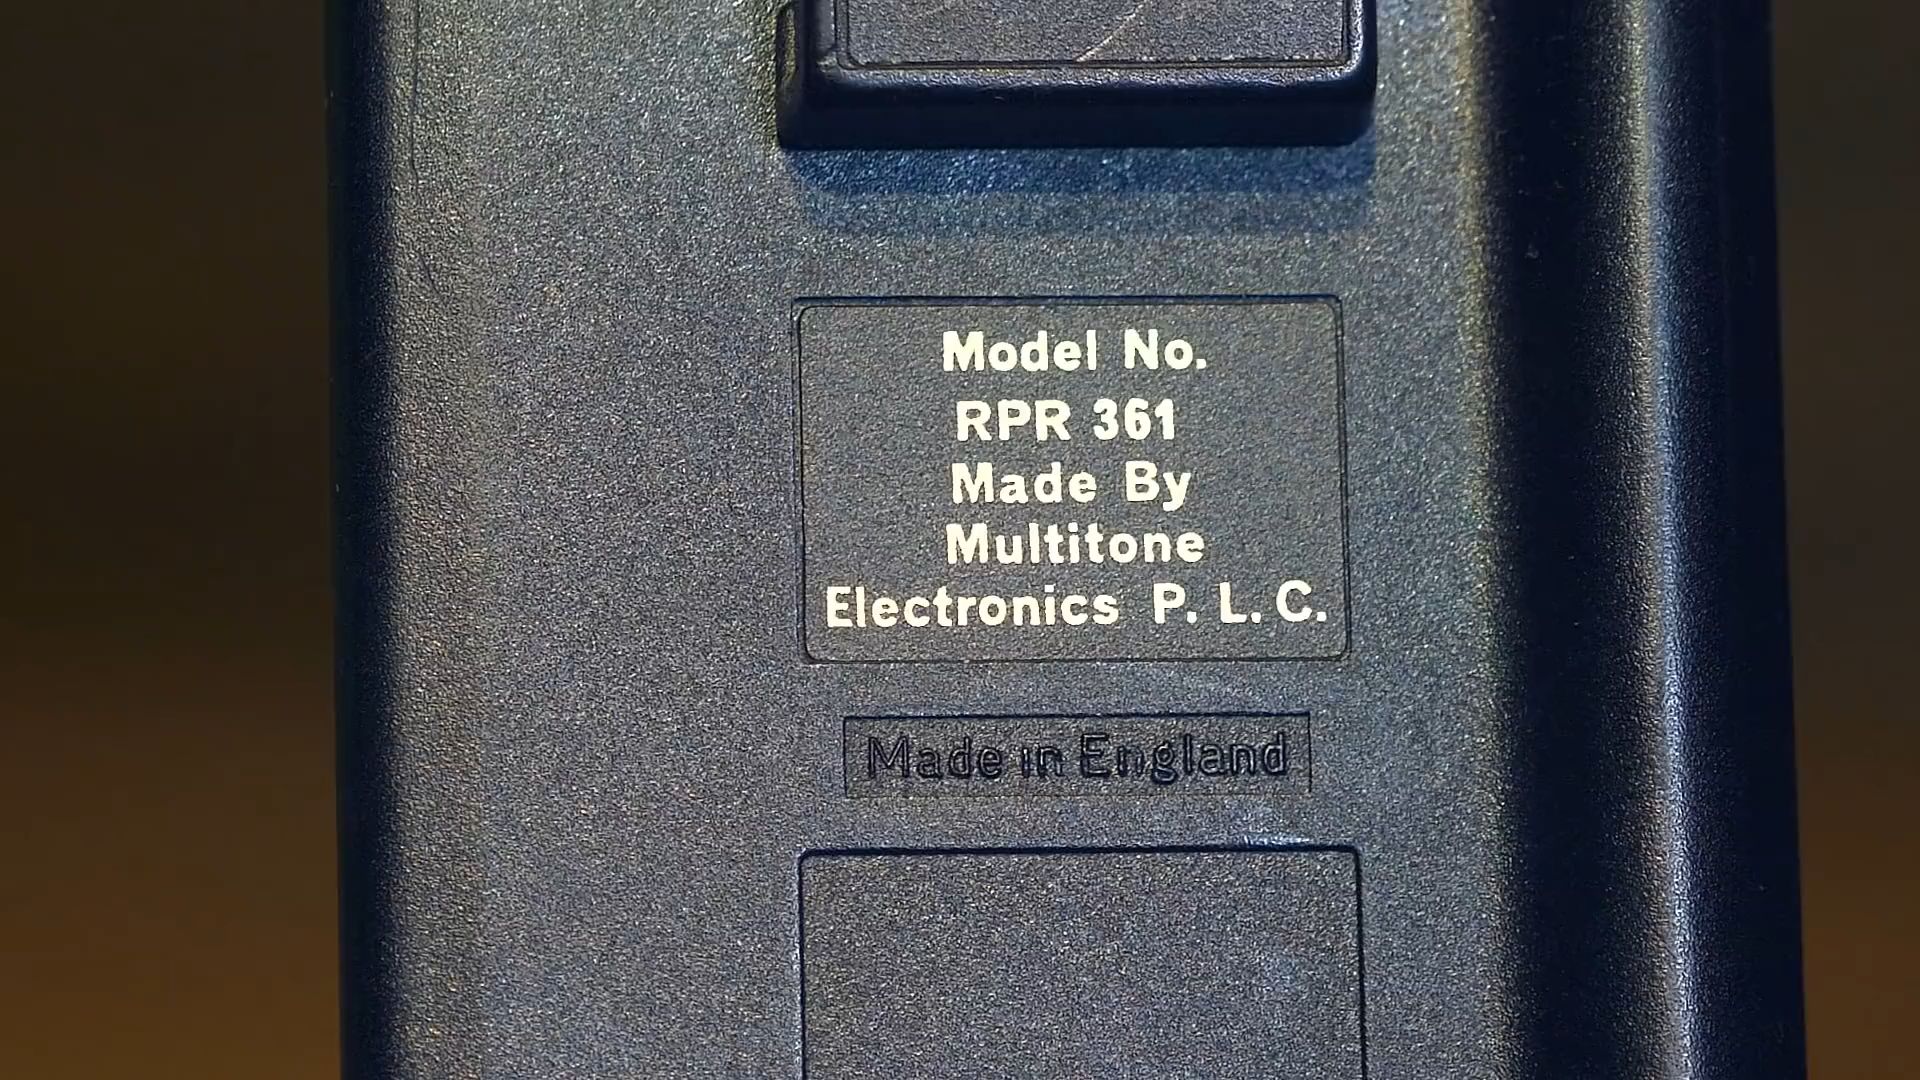 Model No.
RPR 361
Made By
Multitone
Electronics P. L. C.
Made in England